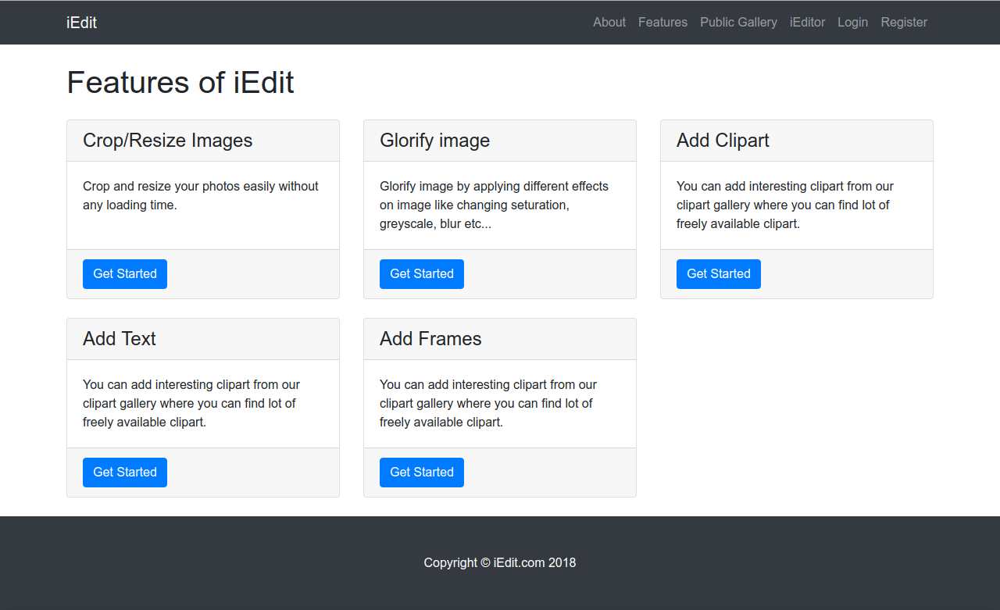 iEdit
About Features Public Gallery iEditor Login Register
Features of iEdit
Crop/Resize Images
Crop and resize your photos easily without
any loading time.
Get Started
Glorify image
Glorify image by applying different effects
on image like changing seturation,
greyscale, blur etc...
Get Started
Add Clipart
You can add interesting clipart from our
clipart gallery where you can find lot of
freely available clipart.
Get Started
Add Text
You can add interesting clipart from our
clipart gallery where you can find lot of
freely available clipart.
Get Started
Add Frames
You can add interesting clipart from our
clipart gallery where you can find lot of
freely available clipart.
Get Started
Copyright © iEdit.com 2018